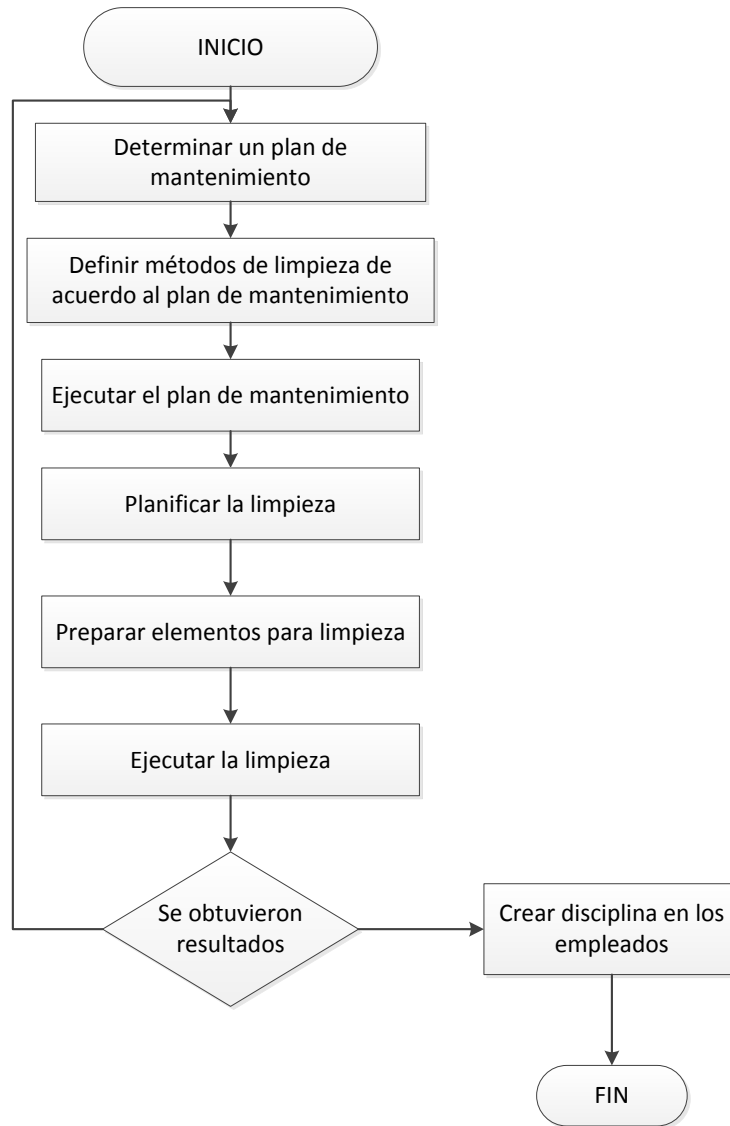 INICIO
Determinar un plan de
mantenimiento
Definir métodos de limpieza de
acuerdo al plan de mantenimiento
Ejecutar el plan de mantenimiento
Planificar la limpieza
Preparar elementos para limpieza
Ejecutar la limpieza
Se obtuvieron
resultados
Crear disciplina en los
empleados
FIN